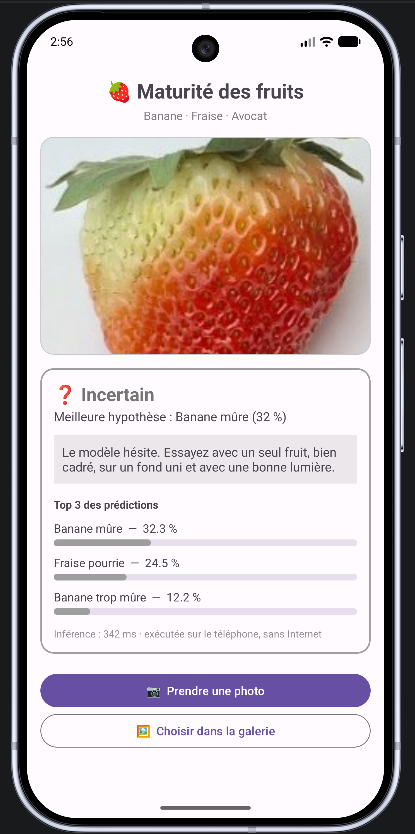 2:56
🍓 Maturité des fruits
Banane · Fraise · Avocat
❓ Incertain
Meilleure hypothèse : Banane mûre (32 %)
Le modèle hésite. Essayez avec un seul fruit, bien
cadré, sur un fond uni et avec une bonne lumière.
Top 3 des prédictions
Banane mûre — 32.3 %
Fraise pourrie — 24.5 %
Banane trop mûre — 12.2 %
Inférence : 342 ms · exécutée sur le téléphone, sans Internet
📷 Prendre une photo
🖼️ Choisir dans la galerie